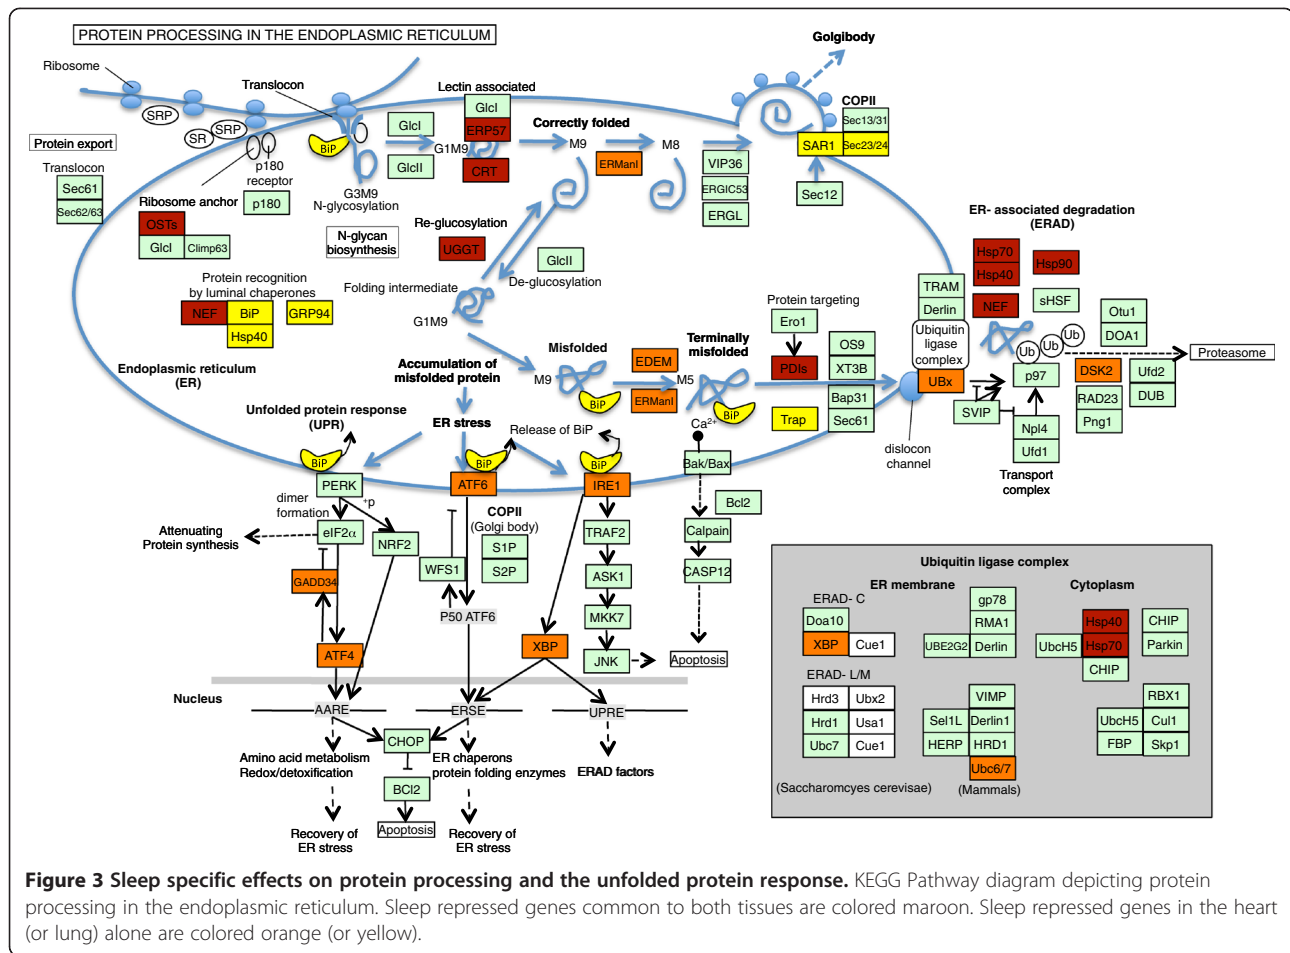 PROTEIN PROCESSING IN THE ENDOPLASMIC RETICULUM
Golgibody
Ribosome
Translocon
Lectin associated
COPII
SRP
SR
SRP
BiP
GlcI
GlcII
G1M9
GlcI
ERP57
CRT
Correctly folded
M9
ERManI
M8
VIP36
ERGIC53
ERGL
Sec13/31
SAR1
Sec23/24
Sec12
Protein export
Translocon
Sec61
Sec62/63
p180
receptor
p180
G3M9
N-glycosylation
Ribosome anchor
OSTs
GlcI
Climp63
N-glycan
biosynthesis
Re-glucosylation
UGGT
GlcII
De-glucosylation
ER- associated degradation
(ERAD)
Hsp70
Hsp40
Hsp90
NEF
sHSF
TRAM
Derlin
Ubiquitin
ligase
complex
UBx
Otu1
DOA1
Ub
Ub
Ub
Proteasome
p97
DSK2
RAD23
Png1
Ufd2
DUB
SVIP
Npl4
Ufd1
Transport
complex
dislocon
channel
Protein recognition
by luminal chaperones
NEF
BiP
GRP94
Hsp40
Folding intermediate
G1M9
Protein targeting
Ero1
PDIs
OS9
XT3B
Bap31
Sec61
Trap
Endoplasmic reticulum
(ER)
Accumulation of
misfolded protein
Misfolded
M9
BiP
EDEM
ERManI
M5
Terminally
misfolded
BiP
Ca2+
Unfolded protein response
(UPR)
ER stress
Release of BiP
BiP
BiP
BiP
PERK
ATF6
IRE1
Bak/Bax
Bcl2
dimer
formation
+p
eIF2α
NRF2
Attenuating
Protein synthesis
COPII
(Golgi body)
S1P
S2P
WFS1
TRAF2
Calpain
GADD34
ASK1
CASP12
P50 ATF6
MKK7
ATF4
XBP
JNK
Apoptosis
Nucleus
AARE
ERSE
UPRE
CHOP
Amino acid metabolism
Redox/detoxification
ER chaperons
protein folding enzymes
ERAD factors
BCl2
Apoptosis
Recovery of
ER stress
Recovery of
ER stress
Ubiquitin ligase complex
ER membrane
Cytoplasm
ERAD- C
Doa10
XBP
Cue1
gp78
RMA1
UBE2G2
Derlin
Hsp40
UbcH5
Hsp70
CHIP
CHIP
Parkin
ERAD- L/M
Hrd3
Ubx2
Hrd1
Usa1
Ubc7
Cue1
VIMP
Sel1L
Derlin1
HERP
HRD1
Ubc6/7
RBX1
UbcH5
Cul1
FBP
Skp1
(Saccharomcyes cerevisae)
(Mammals)
Figure 3 Sleep specific effects on protein processing and the unfolded protein response. KEGG Pathway diagram depicting protein
processing in the endoplasmic reticulum. Sleep repressed genes common to both tissues are colored maroon. Sleep repressed genes in the heart
(or lung) alone are colored orange (or yellow).